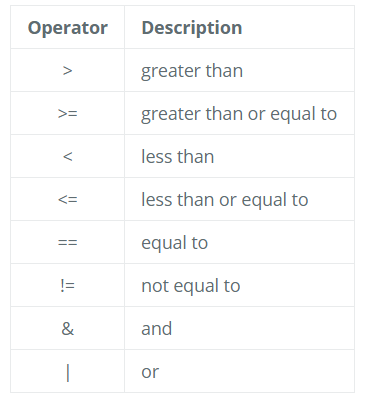 Operator Description
> greater than
>= greater than or equal to
< less than
<= less than or equal to
== equal to
!= not equal to
& and
| or